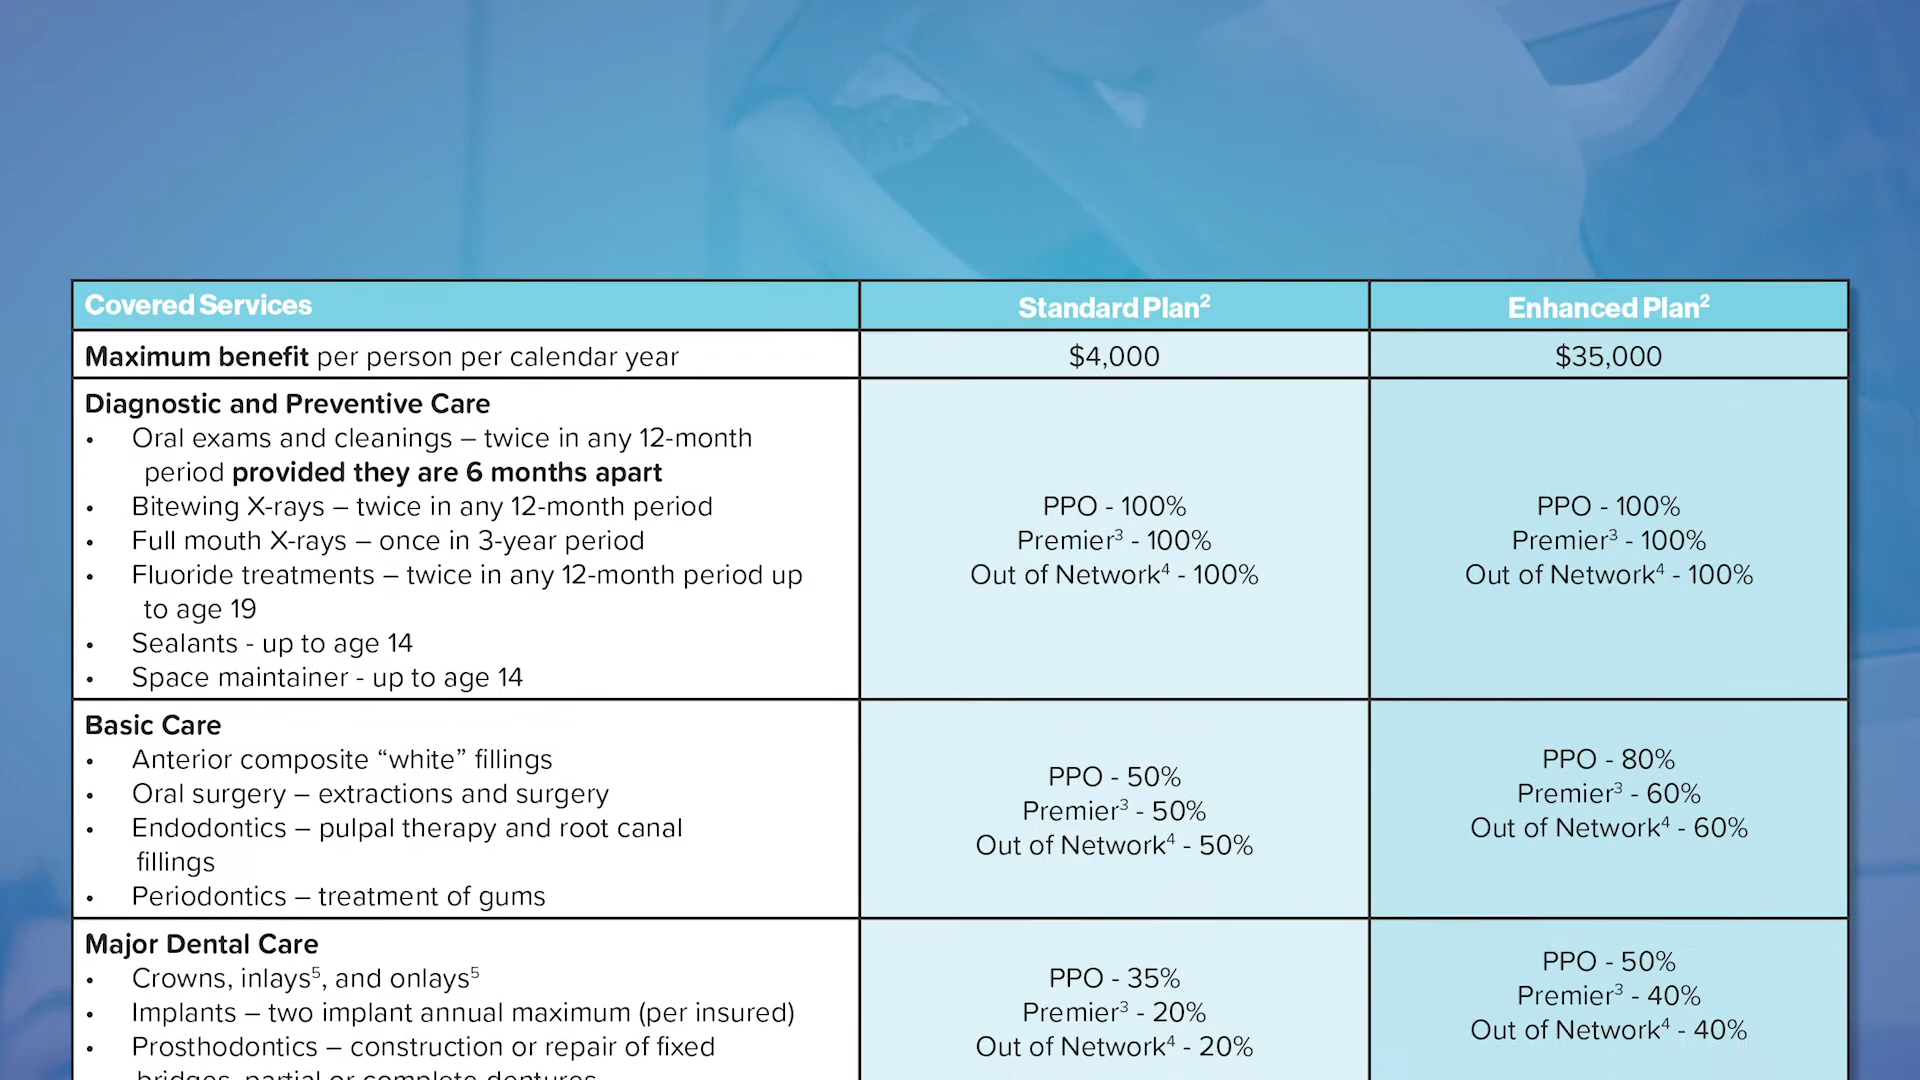 Covered Services
Standard Plan²
Enhanced Plan²
Maximum benefit per person per calendar year
$4,000
$35,000
Diagnostic and Preventive Care
• Oral exams and cleanings – twice in any 12-month
period provided they are 6 months apart
• Bitewing X-rays – twice in any 12-month period
• Full mouth X-rays – once in 3-year period
• Fluoride treatments – twice in any 12-month period up
to age 19
• Sealants - up to age 14
• Space maintainer - up to age 14
PPO - 100%
Premier³ - 100%
Out of Network⁴ - 100%
PPO - 100%
Premier³ - 100%
Out of Network⁴ - 100%
Basic Care
• Anterior composite “white” fillings
• Oral surgery – extractions and surgery
• Endodontics – pulpal therapy and root canal
fillings
• Periodontics – treatment of gums
PPO - 50%
Premier³ - 50%
Out of Network⁴ - 50%
PPO - 80%
Premier³ - 60%
Out of Network⁴ - 60%
Major Dental Care
• Crowns, inlays⁵, and onlays⁵
• Implants – two implant annual maximum (per insured)
• Prosthodontics – construction or repair of fixed
bridges, partial or complete dentures
PPO - 35%
Premier³ - 20%
Out of Network⁴ - 20%
PPO - 50%
Premier³ - 40%
Out of Network⁴ - 40%